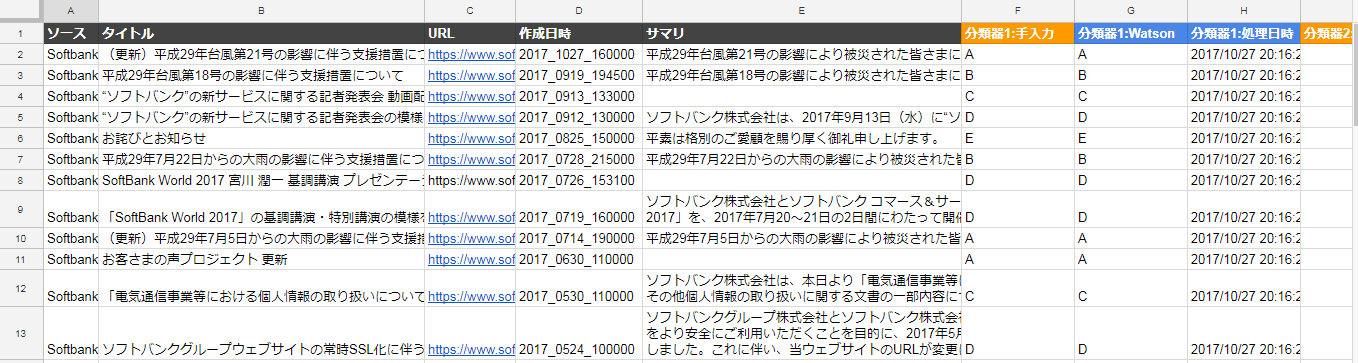 A B C D E F G H
1 ソース タイトル URL 作成日時 サマリ 分類器1:手入力 分類器1:Watson 分類器1:処理日時 分類器2:
2 Softbank （更新）平成29年台風第21号の影響に伴う支援措置につ https://www.sof 2017_1027_160000 平成29年台風第21号の影響により被災された皆さまに A A 2017/10/27 20:16:2
3 Softbank 平成29年台風第18号の影響に伴う支援措置について https://www.sof 2017_0919_194500 平成29年台風第18号の影響により被災された皆さまに B B 2017/10/27 20:16:2
4 Softbank “ソフトバンク”の新サービスに関する記者発表会 動画配 https://www.sof 2017_0913_133000 C C 2017/10/27 20:16:2
5 Softbank “ソフトバンク”の新サービスに関する記者発表会の模様 https://www.sof 2017_0912_130000 ソフトバンク株式会社は、2017年9月13日（水）に“ソ D D 2017/10/27 20:16:2
6 Softbank お詫びとお知らせ https://www.sof 2017_0825_150000 平素は格別のご愛顧を賜り厚く御礼申し上げます。 E E 2017/10/27 20:16:2
7 Softbank 平成29年7月22日からの大雨の影響に伴う支援措置につ https://www.sof 2017_0728_215000 平成29年7月22日からの大雨の影響により被災された皆 B B 2017/10/27 20:16:2
8 Softbank SoftBank World 2017 宮川 潤一 基調講演 プレゼンテー https://www.sof 2017_0726_153100 D D 2017/10/27 20:16:2
ソフトバンク株式会社とソフトバンク コマース＆サー
9 Softbank 「SoftBank World 2017」の基調講演・特別講演の模様を https://www.sof 2017_0719_160000 2017」を、2017年7月20～21日の2日間にわたって開催 D D 2017/10/27 20:16:2
10 Softbank （更新）平成29年7月5日からの大雨の影響に伴う支援措 https://www.sof 2017_0714_190000 平成29年7月5日からの大雨の影響により被災された皆 A A 2017/10/27 20:16:2
11 Softbank お客さまの声プロジェクト 更新 https://www.sof 2017_0630_110000 A A 2017/10/27 20:16:2
ソフトバンク株式会社は、本日より「電気通信事業等に
12 Softbank 「電気通信事業等における個人情報の取り扱いについて https://www.sof 2017_0530_110000 その他個人情報の取り扱いに関する文書の一部内容に C C 2017/10/27 20:16:2
ソフトバンクグループ株式会社とソフトバンク株式会社
をより安全にご利用いただくことを目的に、2017年5月
13 Softbank ソフトバンクグループウェブサイトの常時SSL化に伴う https://www.sof 2017_0524_100000 しました。これに伴い、当ウェブサイトのURLが変更に D D 2017/10/27 20:16:2